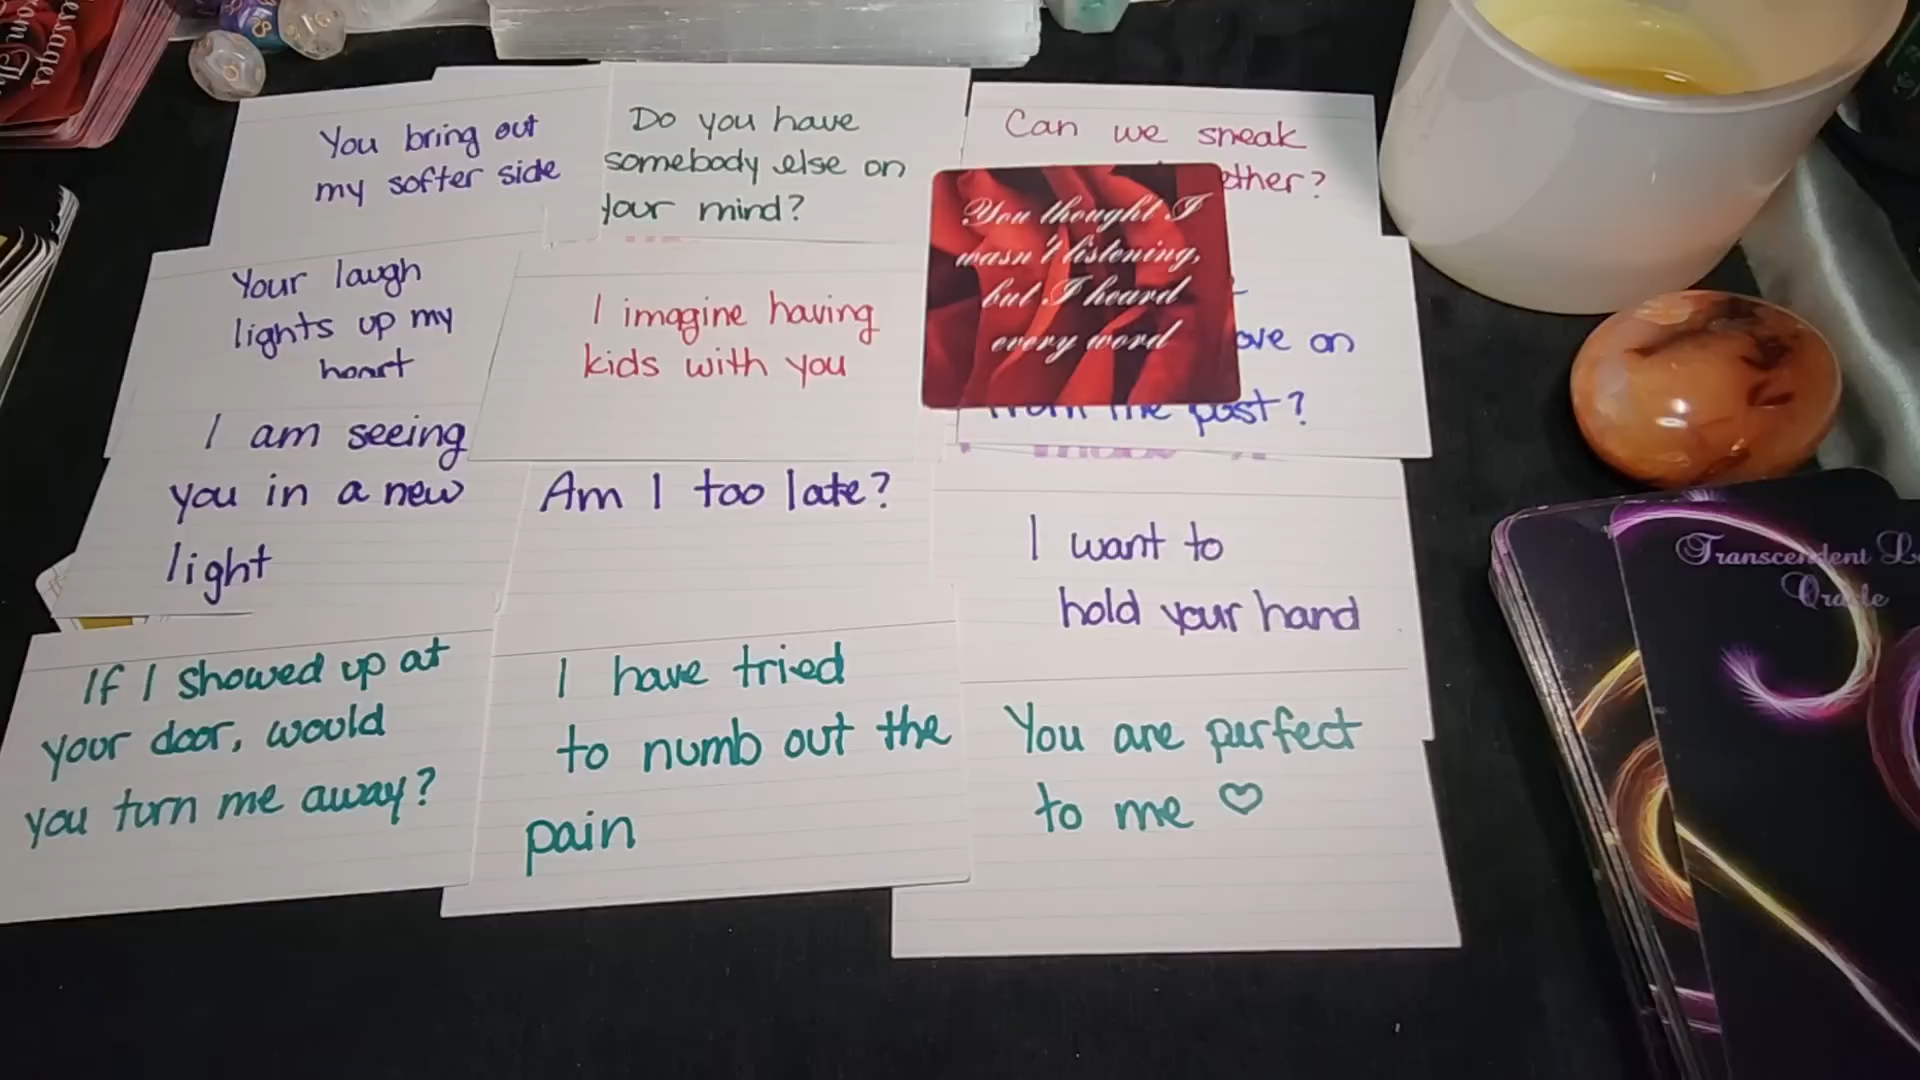 essages
You bring out
my softer side
Do you have
somebody else on
your mind?
Can we sneak
ether?
You thought I
wasn't listening,
but I heard
every word
Your laugh
lights up my
heart
I imagine having
kids with you
ove on
from the past?
I am seeing
you in a new
light
Am I too late?
I want to
hold your hand
If I showed up at
your door, would
you turn me away?
I have tried
to numb out the
pain
You are perfect
to me ♡
Transcendent L
Oracle